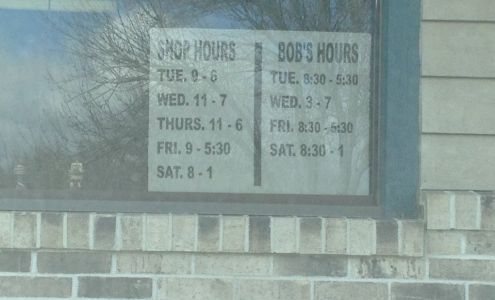 SHOP HOURS
TUE. 9 - 6
WED. 11 - 7
THURS. 11 - 6
FRI. 9 - 5:30
SAT. 8 - 1
BOB'S HOURS
TUE. 8:30 - 5:30
WED. 3 - 7
FRI. 8:30 - 5:30
SAT. 8:30 - 1